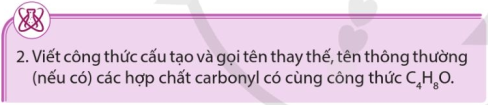 2. Viết công thức cấu tạo và gọi tên thay thế, tên thông thường
(nếu có) các hợp chất carbonyl có cùng công thức C₄H₈O.